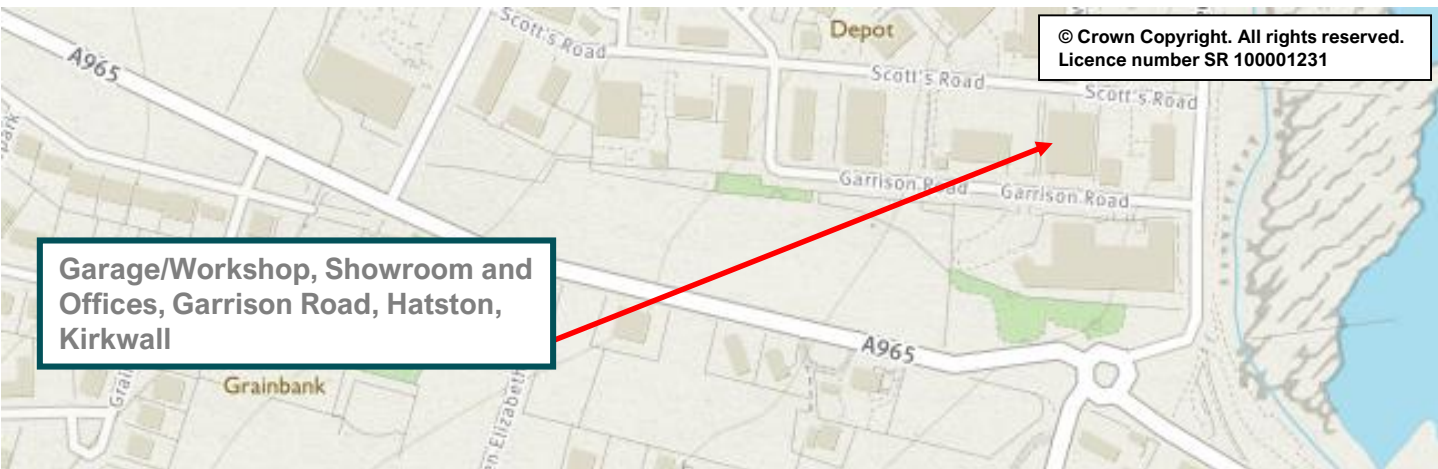 Scott's Road
Depot
© Crown Copyright. All rights reserved.
Licence number SR 100001231
A965
Scott's Road
Scott's Road
Garrison Road
Garrison Road
Garage/Workshop, Showroom and
Offices, Garrison Road, Hatston,
Kirkwall
A965
Grainbank